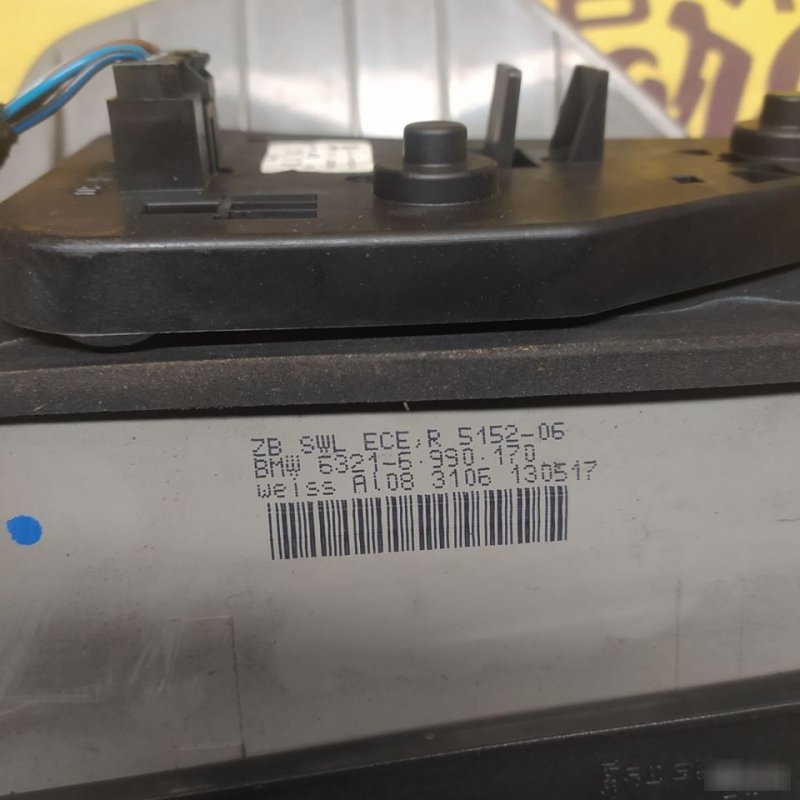 ZB SWL ECE,R 5152-06
BMW 6321-6·990·170
weiss Al08 3106 130517